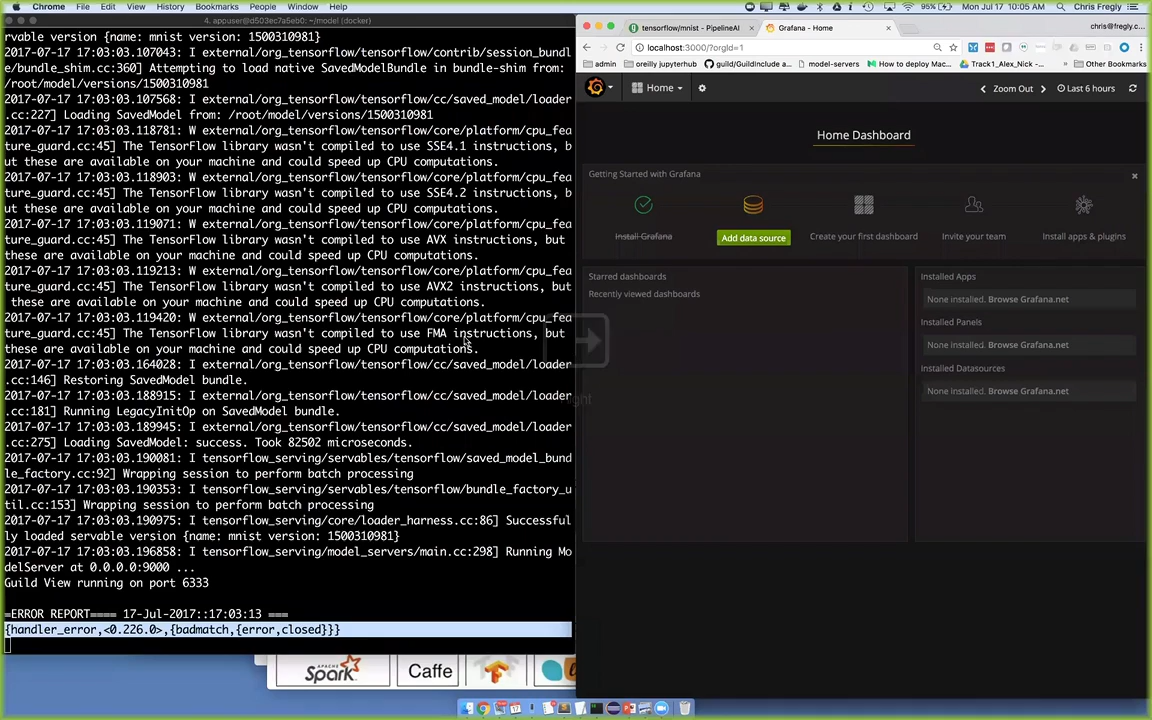 Chrome File Edit View History Bookmarks People Window Help
95% Mon Jul 17 10:05 AM Chris Fregly
4. appuser@d503ec7a5eb0: ~/model (docker)
rvable version {name: mnist version: 1500310981}
2017-07-17 17:03:03.107043: I external/org_tensorflow/tensorflow/contrib/session_bundl
e/bundle_shim.cc:360] Attempting to load native SavedModelBundle in bundle-shim from:
/root/model/versions/1500310981
2017-07-17 17:03:03.107568: I external/org_tensorflow/tensorflow/cc/saved_model/loader
.cc:227] Loading SavedModel from: /root/model/versions/1500310981
2017-07-17 17:03:03.118781: W external/org_tensorflow/tensorflow/core/platform/cpu_fea
ture_guard.cc:45] The TensorFlow library wasn't compiled to use SSE4.1 instructions, b
ut these are available on your machine and could speed up CPU computations.
2017-07-17 17:03:03.118903: W external/org_tensorflow/tensorflow/core/platform/cpu_fea
ture_guard.cc:45] The TensorFlow library wasn't compiled to use SSE4.2 instructions, b
ut these are available on your machine and could speed up CPU computations.
2017-07-17 17:03:03.119071: W external/org_tensorflow/tensorflow/core/platform/cpu_fea
ture_guard.cc:45] The TensorFlow library wasn't compiled to use AVX instructions, but
these are available on your machine and could speed up CPU computations.
2017-07-17 17:03:03.119213: W external/org_tensorflow/tensorflow/core/platform/cpu_fea
ture_guard.cc:45] The TensorFlow library wasn't compiled to use AVX2 instructions, but
these are available on your machine and could speed up CPU computations.
2017-07-17 17:03:03.119420: W external/org_tensorflow/tensorflow/core/platform/cpu_fea
ture_guard.cc:45] The TensorFlow library wasn't compiled to use FMA instructions, but
these are available on your machine and could speed up CPU computations.
2017-07-17 17:03:03.164028: I external/org_tensorflow/tensorflow/cc/saved_model/loader
.cc:146] Restoring SavedModel bundle.
2017-07-17 17:03:03.188915: I external/org_tensorflow/tensorflow/cc/saved_model/loader
.cc:181] Running LegacyInitOp on SavedModel bundle.
2017-07-17 17:03:03.189945: I external/org_tensorflow/tensorflow/cc/saved_model/loader
.cc:275] Loading SavedModel: success. Took 82502 microseconds.
2017-07-17 17:03:03.190081: I tensorflow_serving/servables/tensorflow/saved_model_bund
le_factory.cc:92] Wrapping session to perform batch processing
2017-07-17 17:03:03.190353: I tensorflow_serving/servables/tensorflow/bundle_factory_u
til.cc:153] Wrapping session to perform batch processing
2017-07-17 17:03:03.190975: I tensorflow_serving/core/loader_harness.cc:86] Successful
ly loaded servable version {name: mnist version: 1500310981}
2017-07-17 17:03:03.196858: I tensorflow_serving/model_servers/main.cc:298] Running Mo
delServer at 0.0.0.0:9000 ...
Guild View running on port 6333
=ERROR REPORT==== 17-Jul-2017::17:03:13 ===
{handler_error,<0.226.0>,{badmatch,{error,closed}}}
APACHE Spark
Caffe
tensorflow/mnist - PipelineAI
Grafana - Home
chris@fregly.c...
localhost:3000/?orgId=1
admin oreilly jupyterhub guild/GuildInclude a... model-servers How to deploy Mac... Track1_Alex_Nick -... Other Bookmarks
Home
Zoom Out Last 6 hours
Home Dashboard
Getting Started with Grafana
Install Grafana
Add data source
Create your first dashboard
Invite your team
Install apps & plugins
Starred dashboards
Recently viewed dashboards
Installed Apps
None installed. Browse Grafana.net
Installed Panels
None installed. Browse Grafana.net
Installed Datasources
None installed. Browse Grafana.net